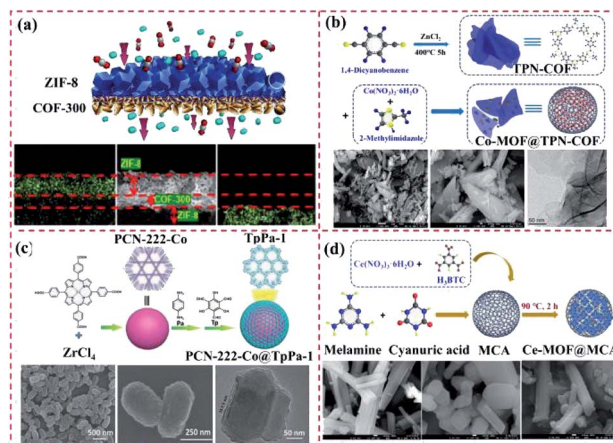 (a)
ZIF-8
COF-300
ZIF-8
COF-300
ZIF-8
(b)
1,4-Dicyanobenzene
ZnCl2
400°C 5h
TPN-COF
Co(NO3)2·6H2O
+
+
2-Methylimidazole
Co-MOF@TPN-COF
50 nm
(c)
PCN-222-Co
TpPa-1
ZrCl4
Pa
Tp
PCN-222-Co@TpPa-1
500 nm
250 nm
50 nm
(d)
Ce(NO3)3·6H2O
+
H3BTC
+
90 °C, 2 h
Melamine
Cyanuric acid
MCA
Ce-MOF@MCA